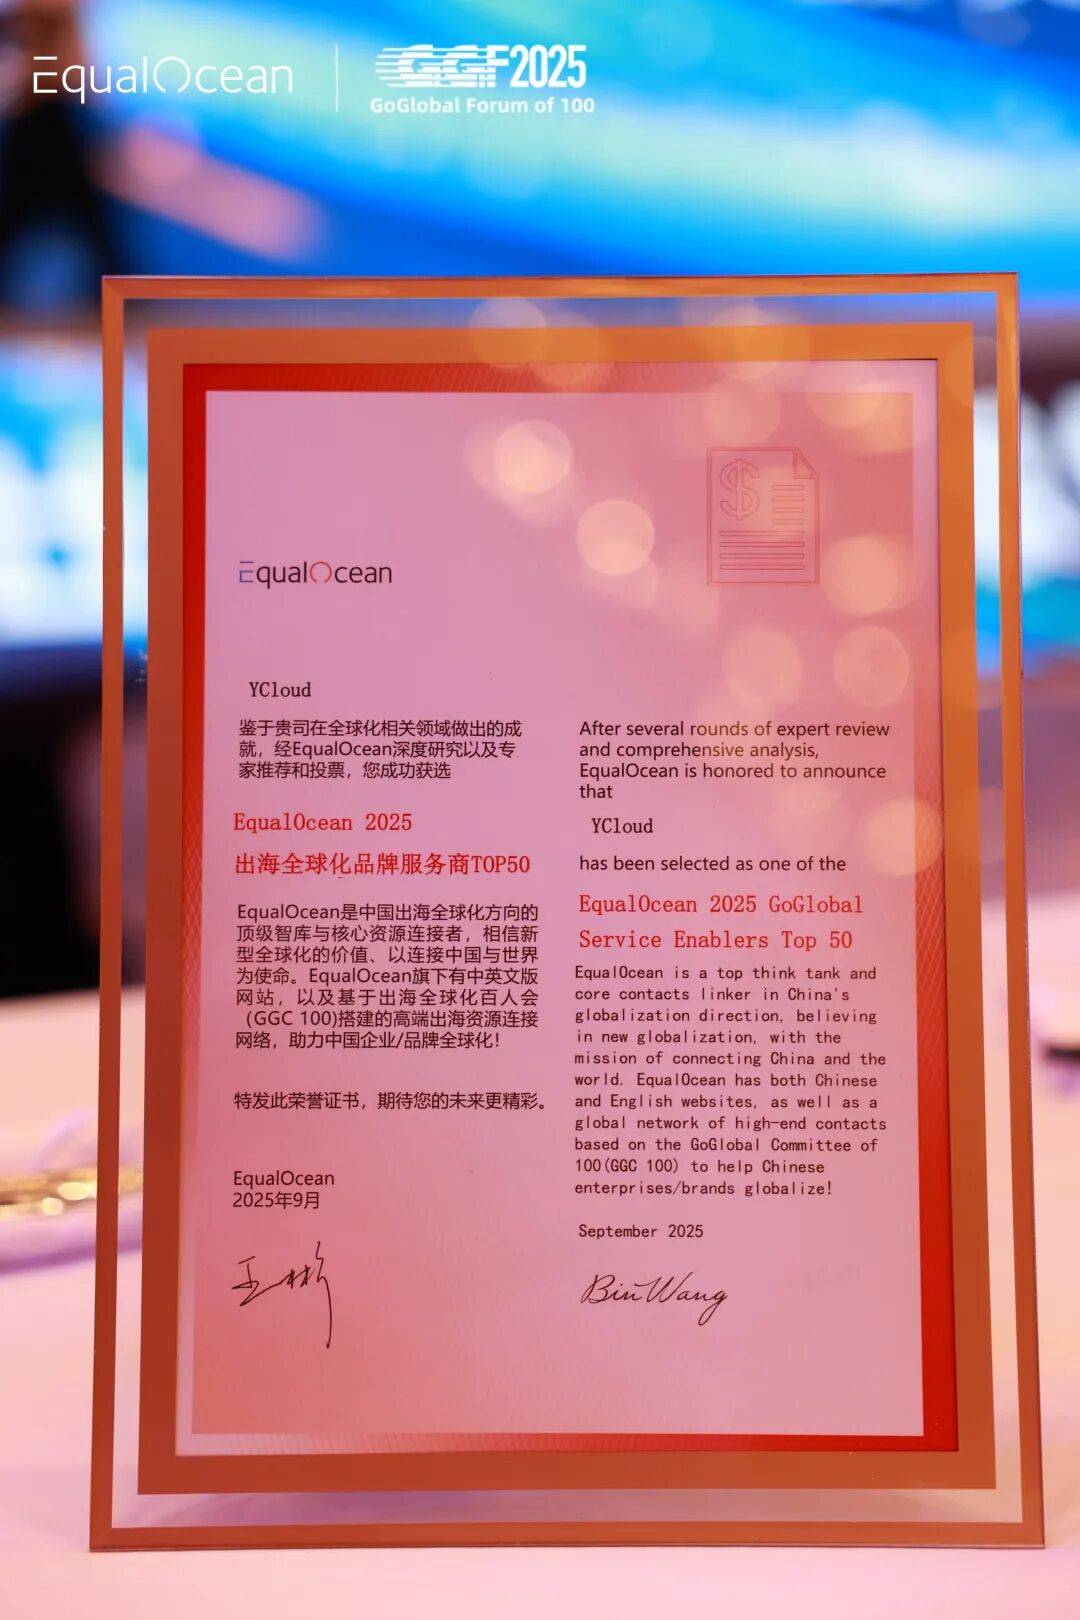 EqualOcean
GGF2025
GoGlobal Forum of 100
$
EqualOcean
YCloud
鉴于贵司在全球化相关领域做出的成
就，经EqualOcean深度研究以及专
家推荐和投票，您成功获选
EqualOcean 2025
出海全球化品牌服务商TOP50
EqualOcean是中国出海全球化方向的
顶级智库与核心资源连接者，相信新
型全球化的价值、以连接中国与世界
为使命。EqualOcean旗下有中英文版
网站，以及基于出海全球化百人会
（GGC 100)搭建的高端出海资源连接
网络，助力中国企业/品牌全球化！
特发此荣誉证书，期待您的未来更精彩。
EqualOcean
2025年9月
王彬
After several rounds of expert review
and comprehensive analysis,
EqualOcean is honored to announce
that
YCloud
has been selected as one of the
EqualOcean 2025 GoGlobal
Service Enablers Top 50
EqualOcean is a top think tank and
core contacts linker in China's
globalization direction, believing
in new globalization, with the
mission of connecting China and the
world. EqualOcean has both Chinese
and English websites, as well as a
global network of high-end contacts
based on the GoGlobal Committee of
100(GGC 100) to help Chinese
enterprises/brands globalize!
September 2025
Bin Wang